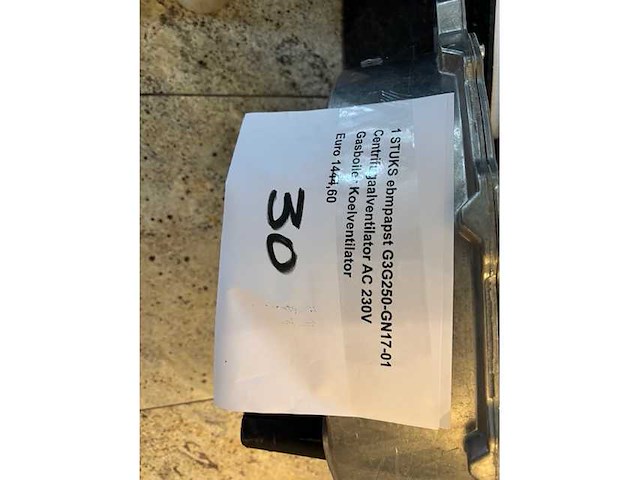 1 STUKS ebmpapst G3G250-GN17-01
Centrifugaalventilator AC 230V
Gasboiler Koelventilator
Euro 1444,60
30